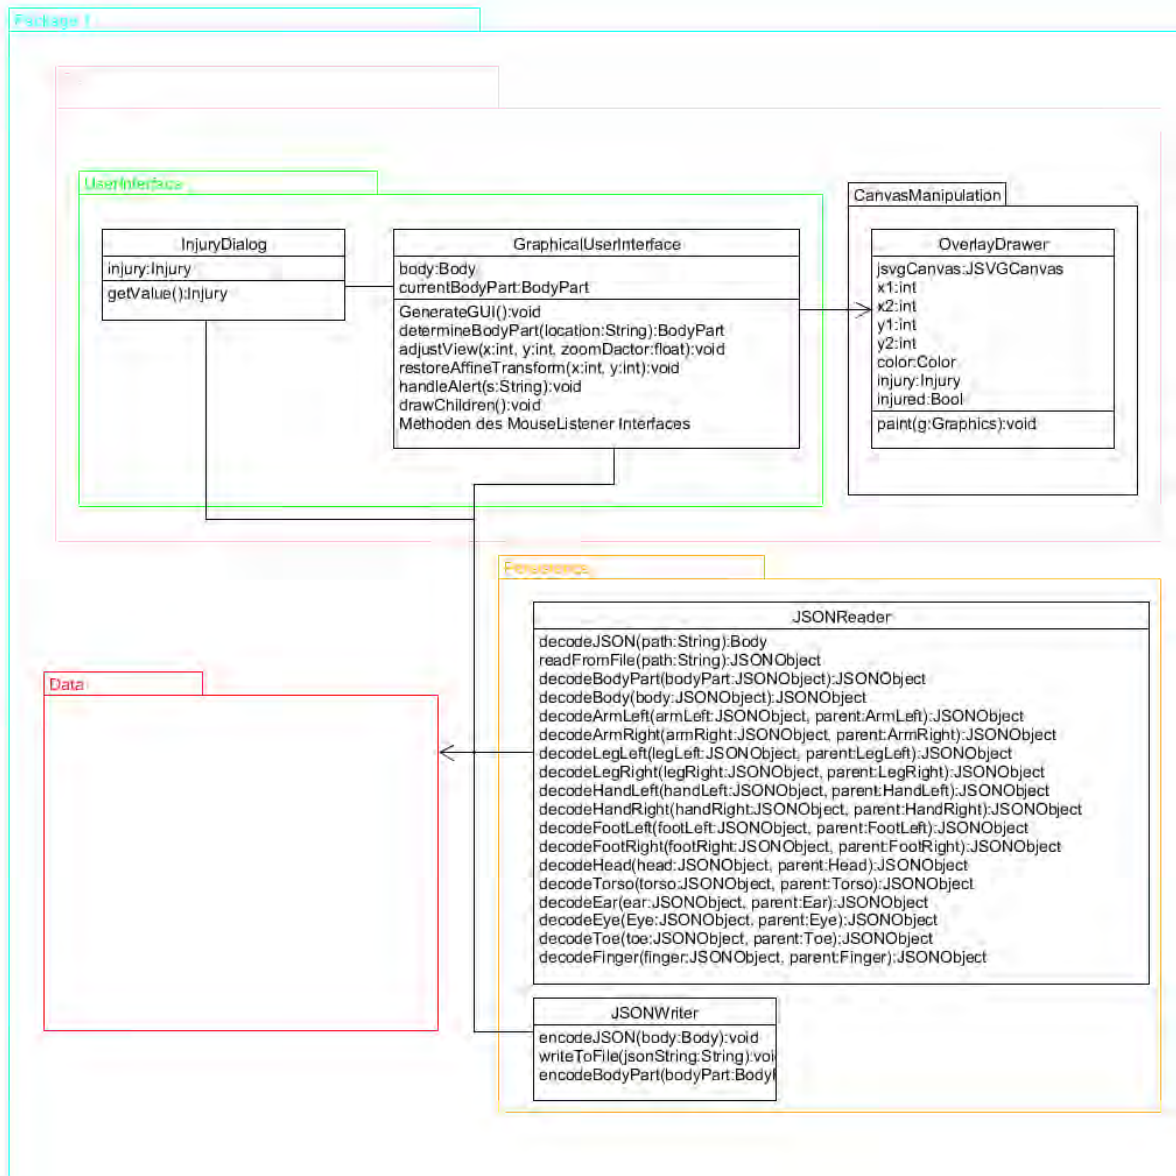 Package 1
UserInterface
CanvasManipulation
InjuryDialog
injury:Injury
getValue():Injury
GraphicalUserInterface
body:Body
currentBodyPart:BodyPart
GenerateGUI():void
determineBodyPart(location:String):BodyPart
adjustView(x:int, y:int, zoomDactor:float):void
restoreAffineTransform(x:int, y:int):void
handleAlert(s:String):void
drawChildren():void
Methoden des MouseListener Interfaces
OverlayDrawer
jsvgCanvas:JSVGCanvas
x1:int
x2:int
y1:int
y2:int
color:Color
injury:Injury
injured:Bool
paint(g:Graphics):void
Persistence
JSONReader
decodeJSON(path:String):Body
readFromFile(path:String):JSONObject
decodeBodyPart(bodyPart:JSONObject):JSONObject
decodeBody(body:JSONObject):JSONObject
decodeArmLeft(armLeft:JSONObject, parent:ArmLeft):JSONObject
decodeArmRight(armRight:JSONObject, parent:ArmRight):JSONObject
decodeLegLeft(legLeft:JSONObject, parent:LegLeft):JSONObject
decodeLegRight(legRight:JSONObject, parent:LegRight):JSONObject
decodeHandLeft(handLeft:JSONObject, parent:HandLeft):JSONObject
decodeHandRight(handRight:JSONObject, parent:HandRight):JSONObject
decodeFootLeft(footLeft:JSONObject, parent:FootLeft):JSONObject
decodeFootRight(footRight:JSONObject, parent:FootRight):JSONObject
decodeHead(head:JSONObject, parent:Head):JSONObject
decodeTorso(torso:JSONObject, parent:Torso):JSONObject
decodeEar(ear:JSONObject, parent:Ear):JSONObject
decodeEye(Eye:JSONObject, parent:Eye):JSONObject
decodeToe(toe:JSONObject, parent:Toe):JSONObject
decodeFinger(finger:JSONObject, parent:Finger):JSONObject
Data
JSONWriter
encodeJSON(body:Body):void
writeToFile(jsonString:String):voi
encodeBodyPart(bodyPart:Body